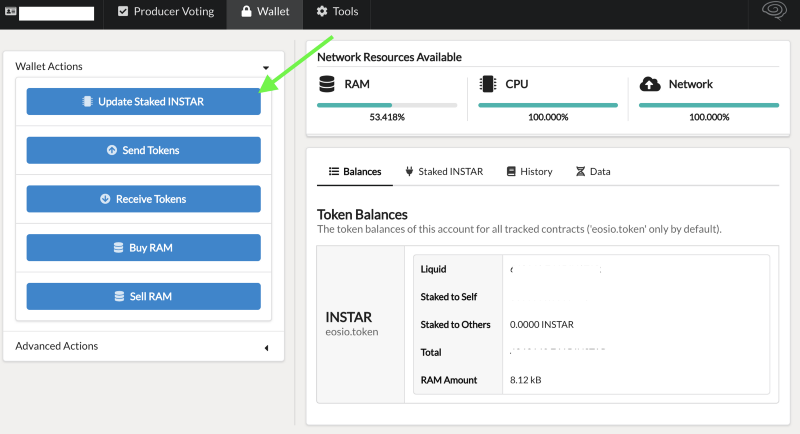 Producer Voting
Wallet
Tools
Wallet Actions
Update Staked INSTAR
Send Tokens
Receive Tokens
Buy RAM
Sell RAM
Advanced Actions
Network Resources Available
RAM
53.418%
CPU
100.000%
Network
100.000%
Balances
Staked INSTAR
History
Data
Token Balances
The token balances of this account for all tracked contracts ('eosio.token' only by default).
INSTAR
eosio.token
Liquid
Staked to Self
Staked to Others 0.0000 INSTAR
Total
RAM Amount 8.12 kB